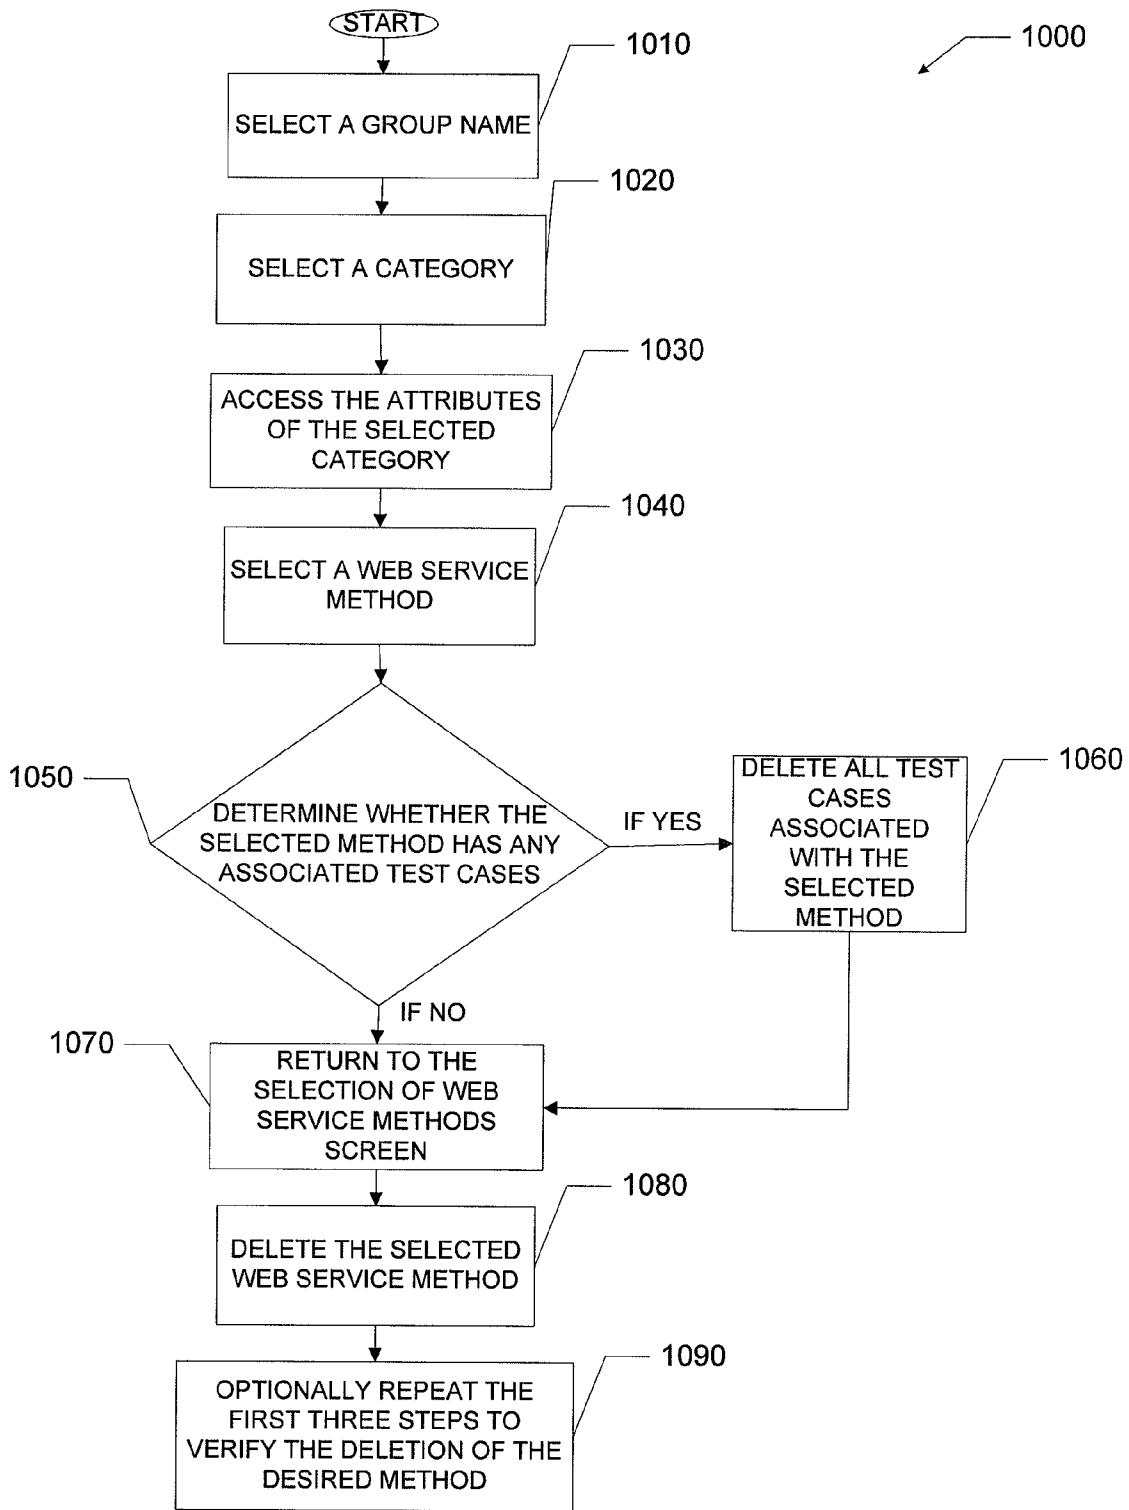 START
1000
1010
SELECT A GROUP NAME
1020
SELECT A CATEGORY
1030
ACCESS THE ATTRIBUTES
OF THE SELECTED
CATEGORY
1040
SELECT A WEB SERVICE
METHOD
1050
DETERMINE WHETHER THE
SELECTED METHOD HAS ANY
ASSOCIATED TEST CASES
IF YES
1060
DELETE ALL TEST
CASES
ASSOCIATED
WITH THE
SELECTED
METHOD
IF NO
1070
RETURN TO THE
SELECTION OF WEB
SERVICE METHODS
SCREEN
1080
DELETE THE SELECTED
WEB SERVICE METHOD
1090
OPTIONALLY REPEAT THE
FIRST THREE STEPS TO
VERIFY THE DELETION OF THE
DESIRED METHOD